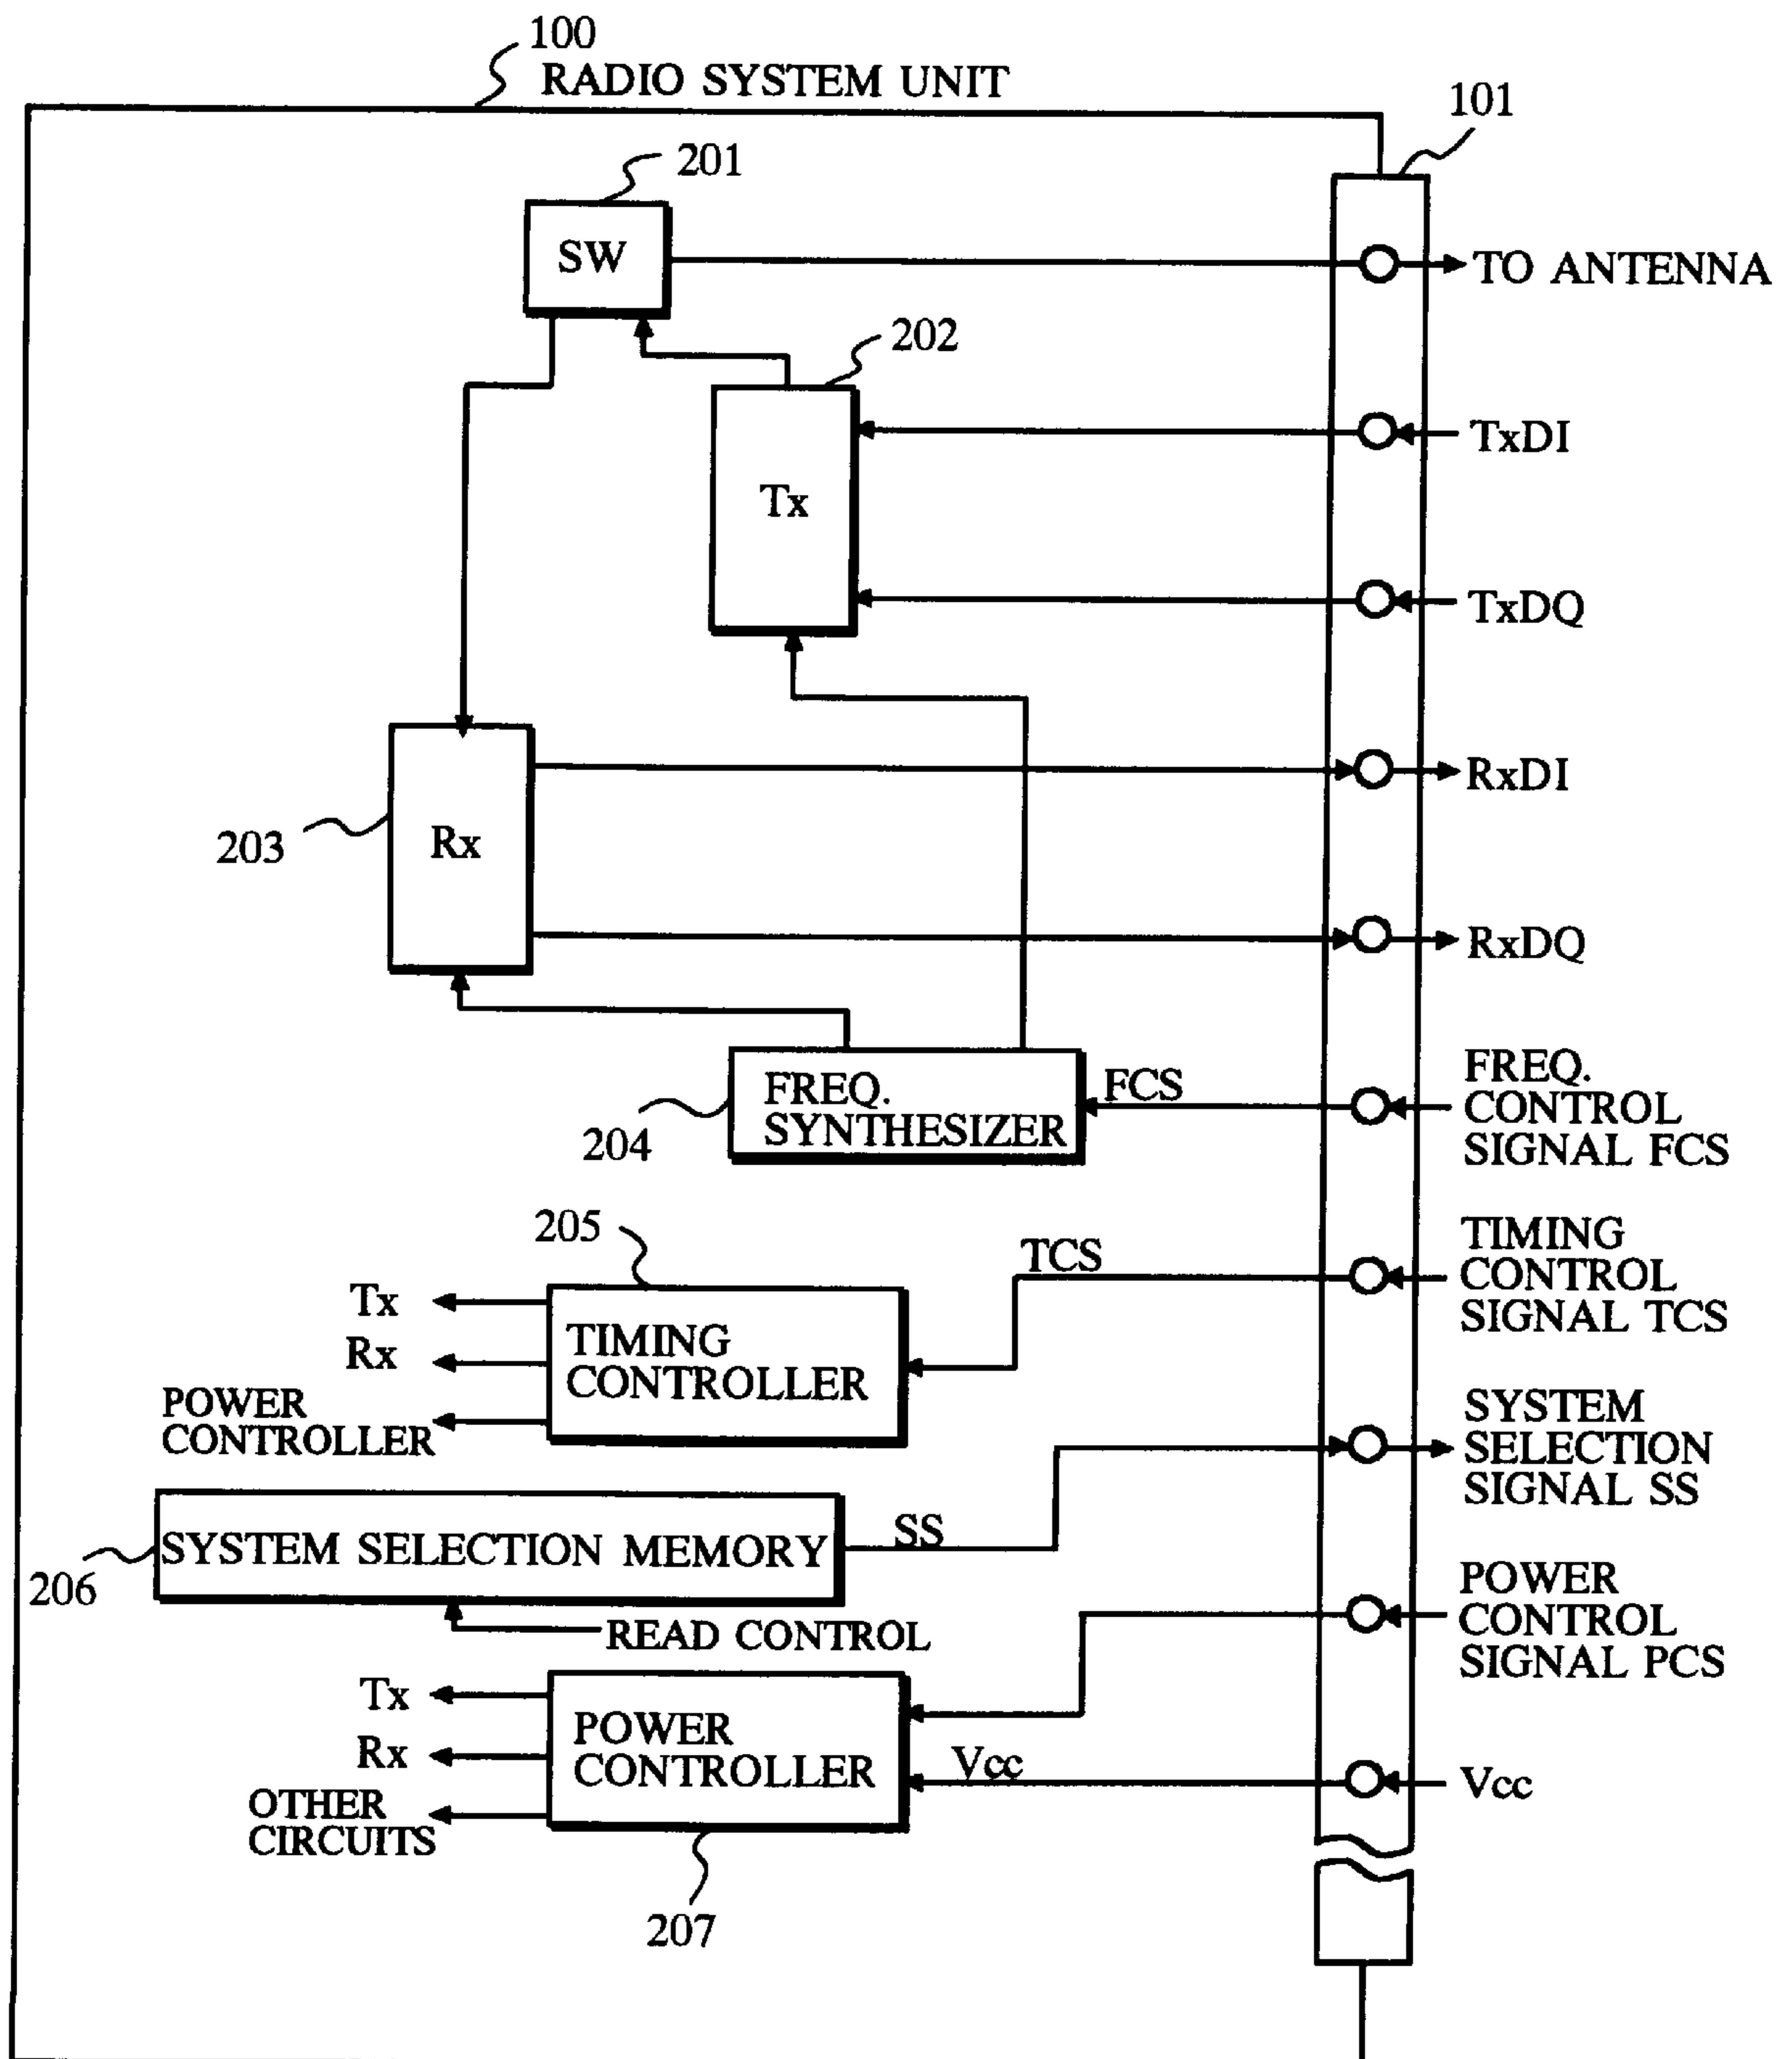 100
RADIO SYSTEM UNIT
101
201
SW
TO ANTENNA
202
TxDI
Tx
TxDQ
RxDI
203
Rx
RxDQ
FREQ.
CONTROL
SIGNAL FCS
FCS
FREQ.
SYNTHESIZER
204
TIMING
CONTROL
SIGNAL TCS
205
TCS
Tx
Rx
POWER
CONTROLLER
TIMING
CONTROLLER
SYSTEM
SELECTION
SIGNAL SS
SYSTEM SELECTION MEMORY
SS
206
READ CONTROL
POWER
CONTROL
SIGNAL PCS
Tx
Rx
OTHER
CIRCUITS
POWER
CONTROLLER
Vcc
Vcc
207